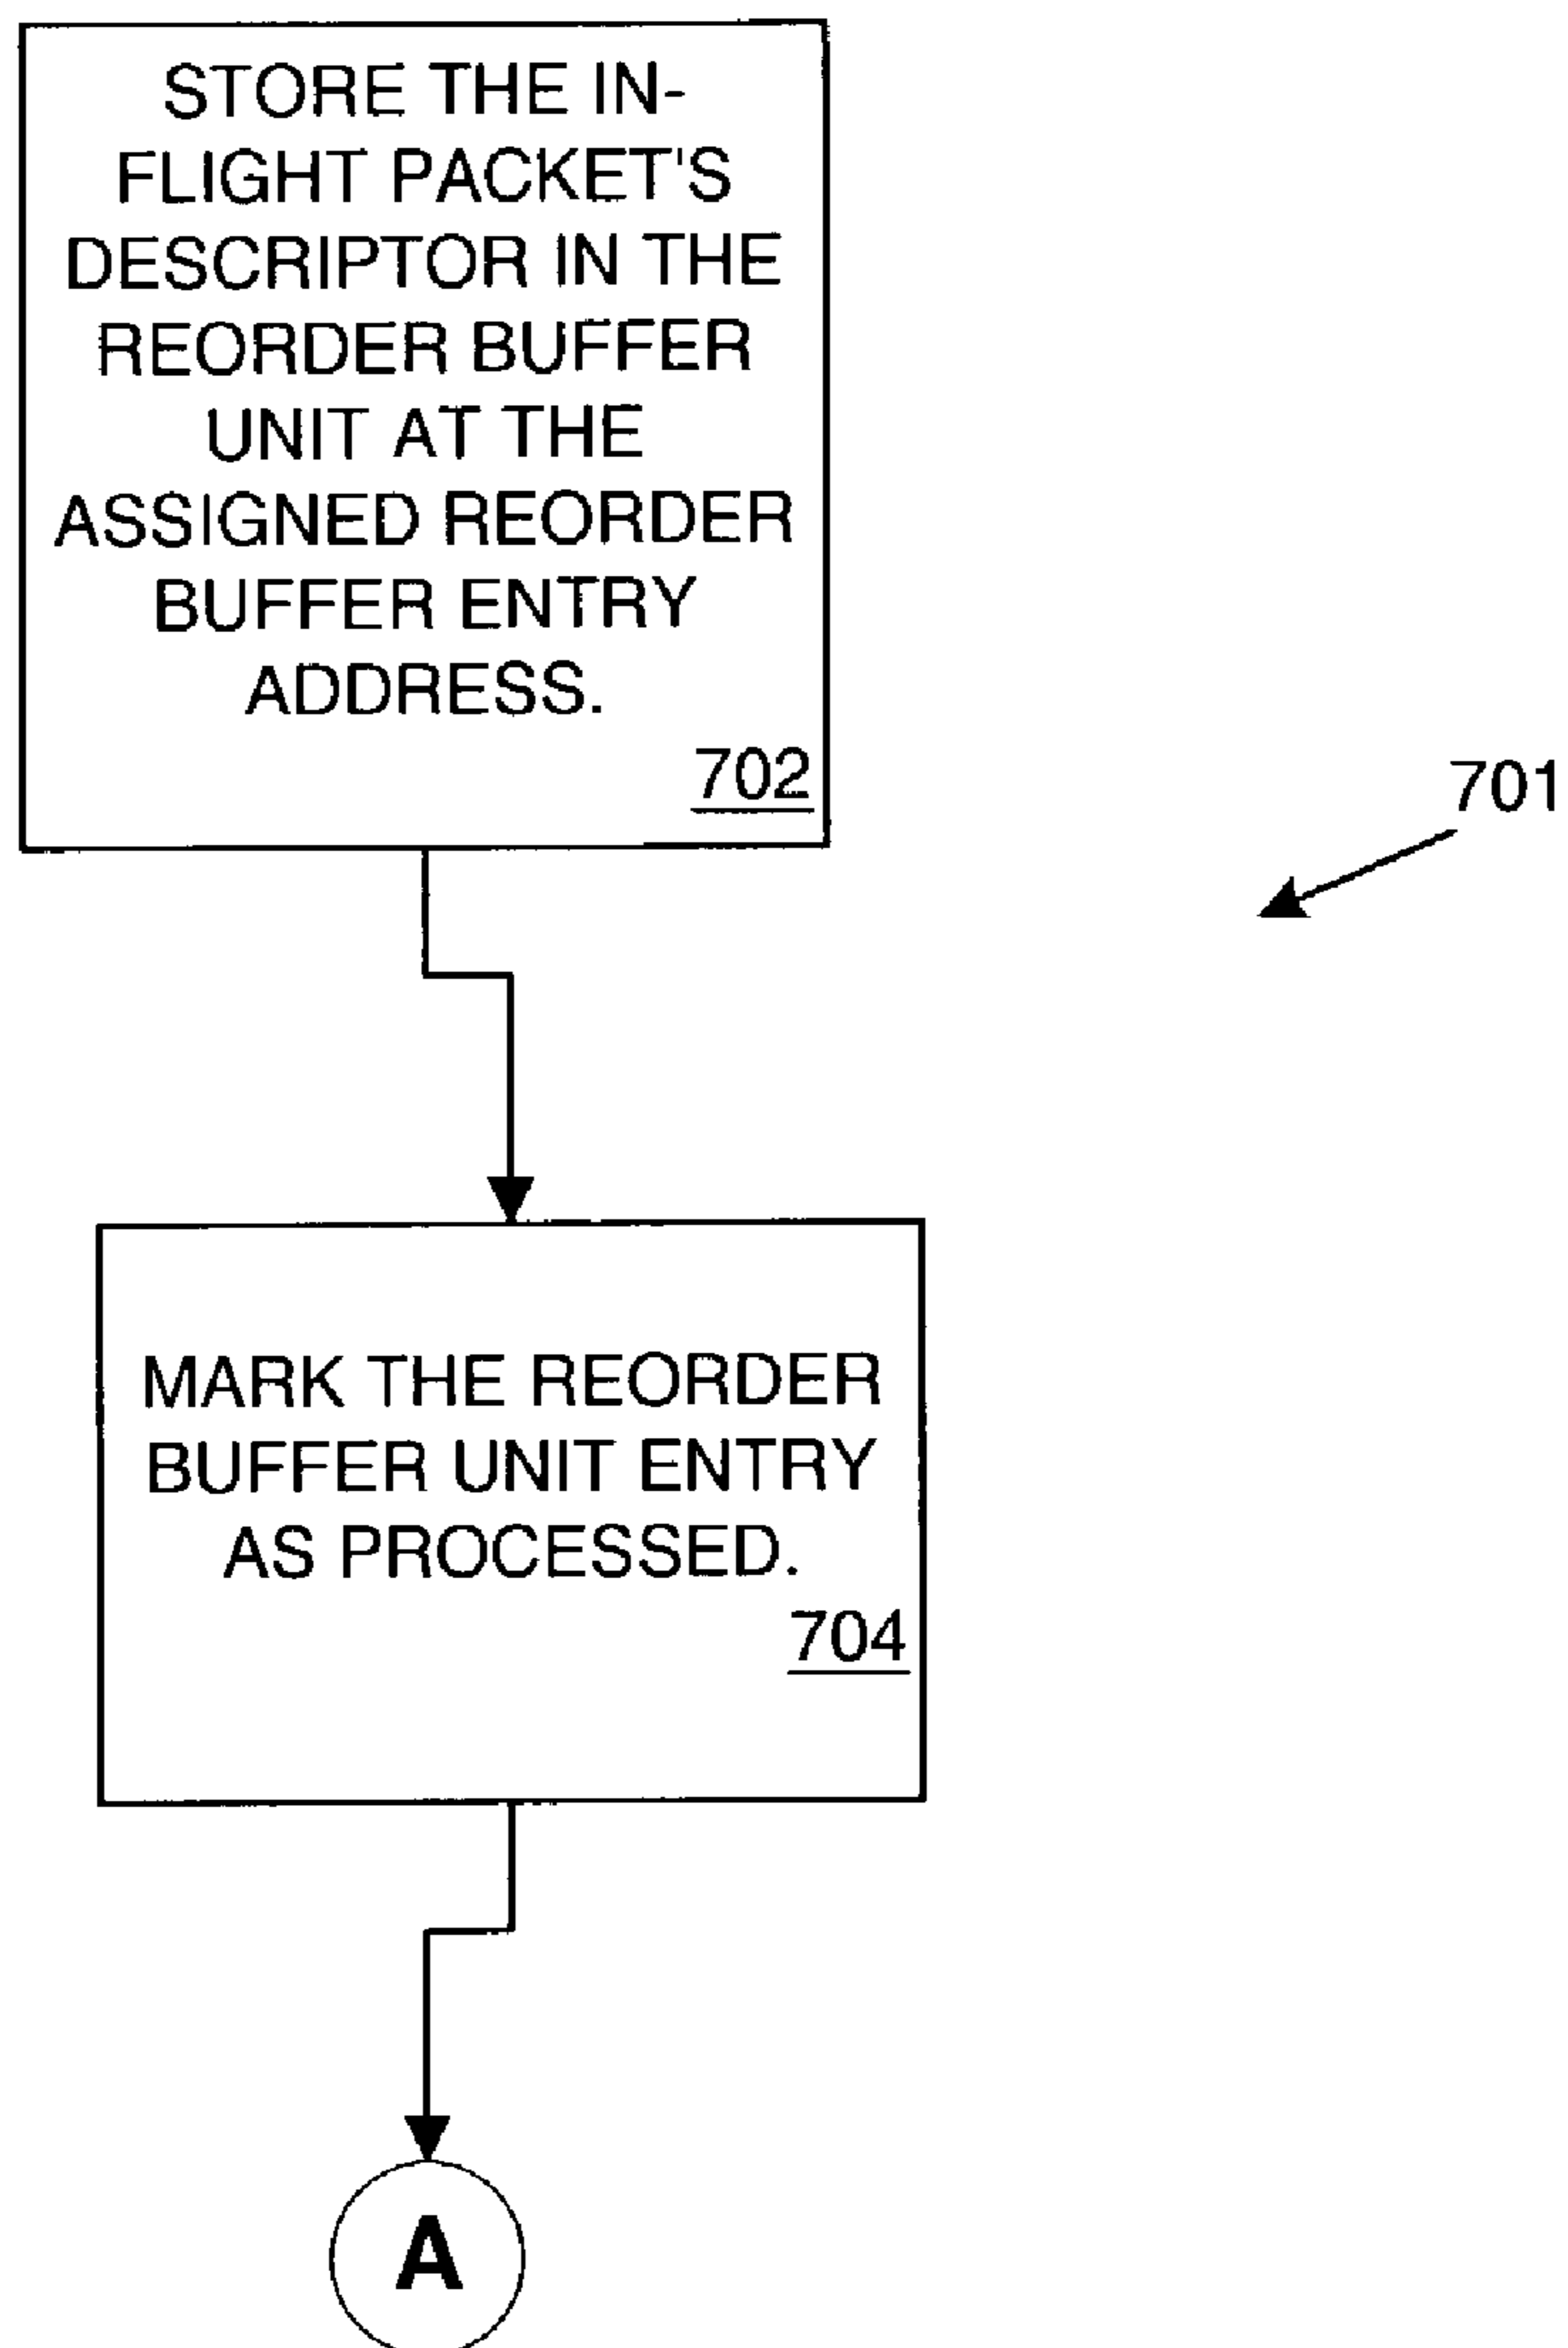 STORE THE IN-
FLIGHT PACKET'S
DESCRIPTOR IN THE
REORDER BUFFER
UNIT AT THE
ASSIGNED REORDER
BUFFER ENTRY
ADDRESS.
702
701
MARK THE REORDER
BUFFER UNIT ENTRY
AS PROCESSED.
704
A